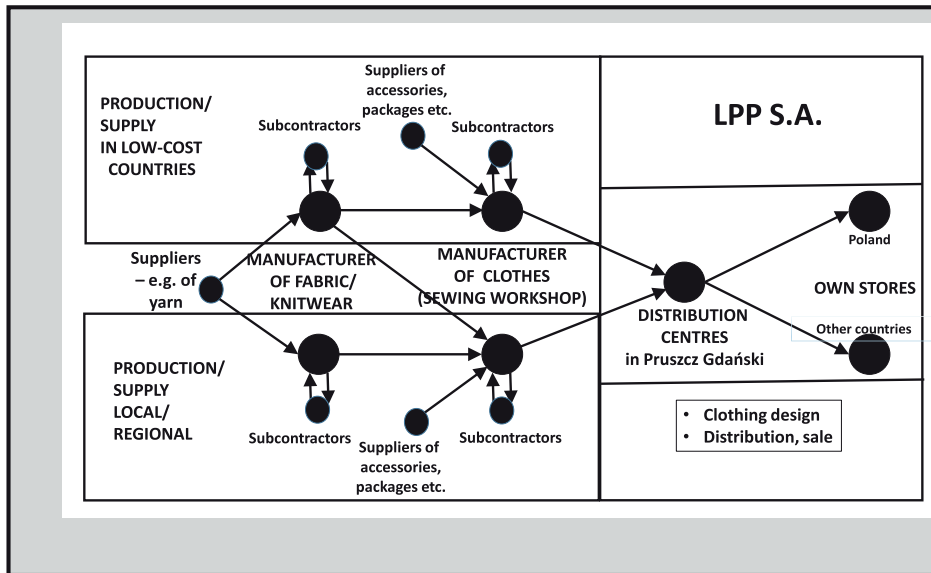 PRODUCTION/
SUPPLY
IN LOW-COST
COUNTRIES
Subcontractors
Suppliers of
accessories,
packages etc.
Subcontractors
LPP S.A.
Suppliers
– e.g. of
yarn
MANUFACTURER
OF FABRIC/
KNITWEAR
MANUFACTURER
OF CLOTHES
(SEWING WORKSHOP)
Poland
OWN STORES
Other countries
DISTRIBUTION
CENTRES
in Pruszcz Gdański
PRODUCTION/
SUPPLY
LOCAL/
REGIONAL
Subcontractors
Suppliers of
accessories,
packages etc.
Subcontractors
• Clothing design
• Distribution, sale